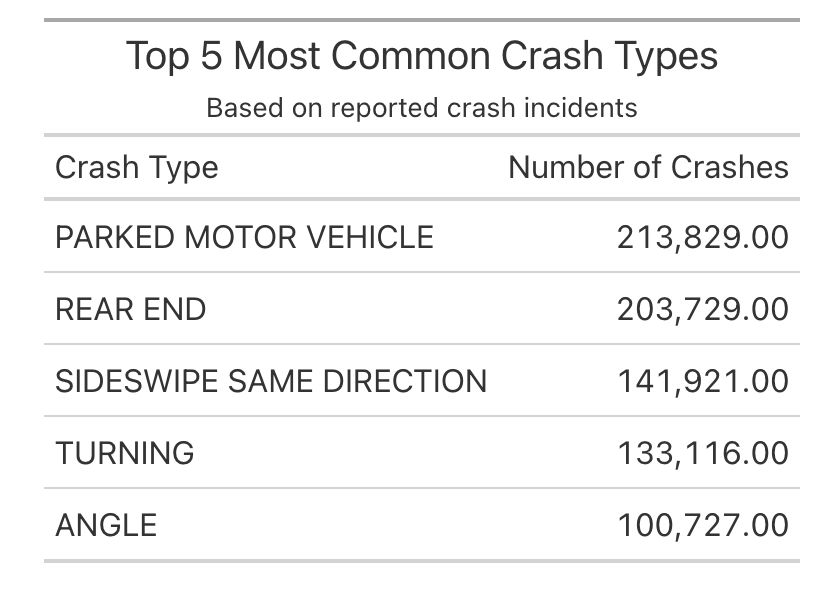 Top 5 Most Common Crash Types
Based on reported crash incidents
Crash Type Number of Crashes
PARKED MOTOR VEHICLE 213,829.00
REAR END 203,729.00
SIDESWIPE SAME DIRECTION 141,921.00
TURNING 133,116.00
ANGLE 100,727.00